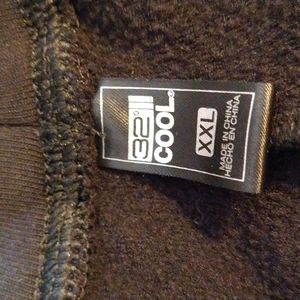 32°
COOL
XXL
MADE IN CHINA
HECHO EN CHINA